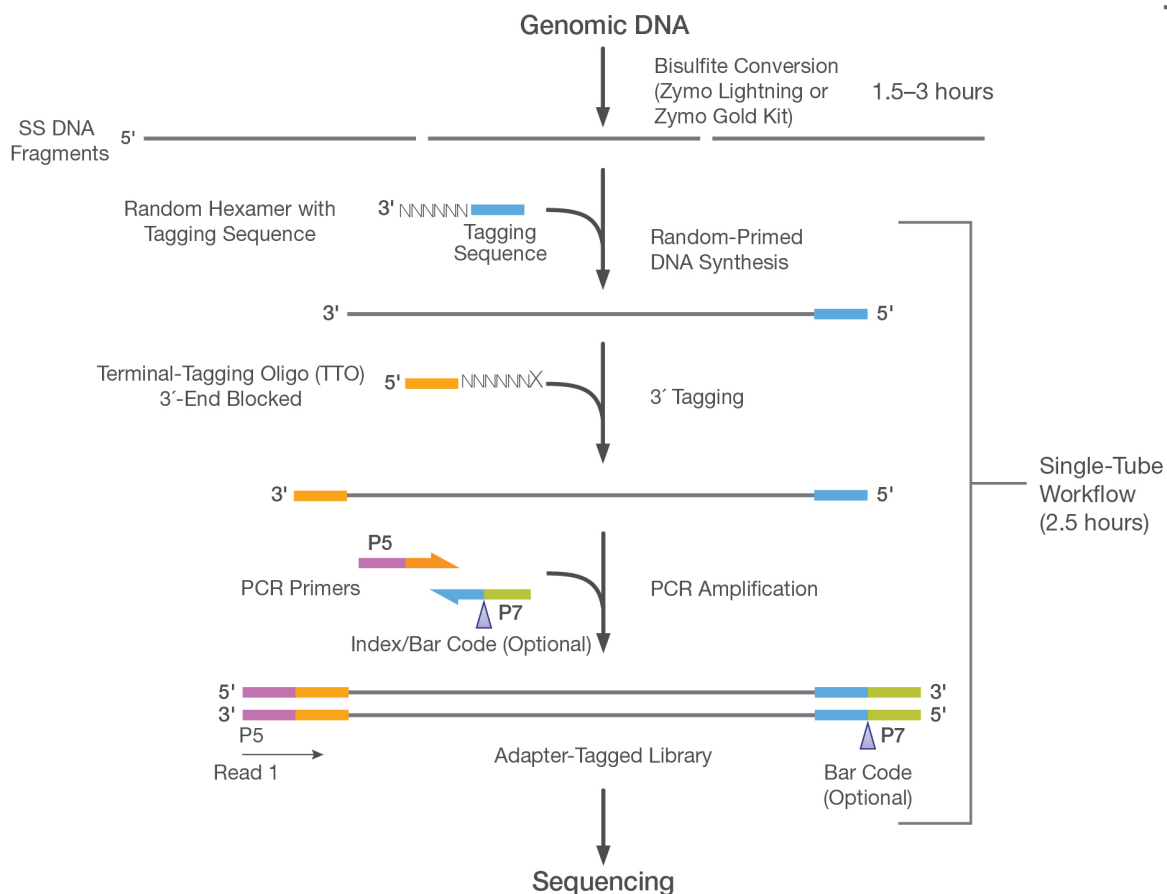 Genomic DNA
Bisulfite Conversion
(Zymo Lightning or
Zymo Gold Kit)
1.5–3 hours
SS DNA
Fragments
5'
Random Hexamer with
Tagging Sequence
3' NNNNNN
Tagging
Sequence
Random-Primed
DNA Synthesis
3'
5'
Terminal-Tagging Oligo (TTO)
3´-End Blocked
5'
NNNNNNX
3´ Tagging
3'
5'
Single-Tube
Workflow
(2.5 hours)
P5
PCR Primers
P7
Index/Bar Code (Optional)
PCR Amplification
5'
3'
3'
5'
P5
P7
Read 1
Adapter-Tagged Library
Bar Code
(Optional)
Sequencing